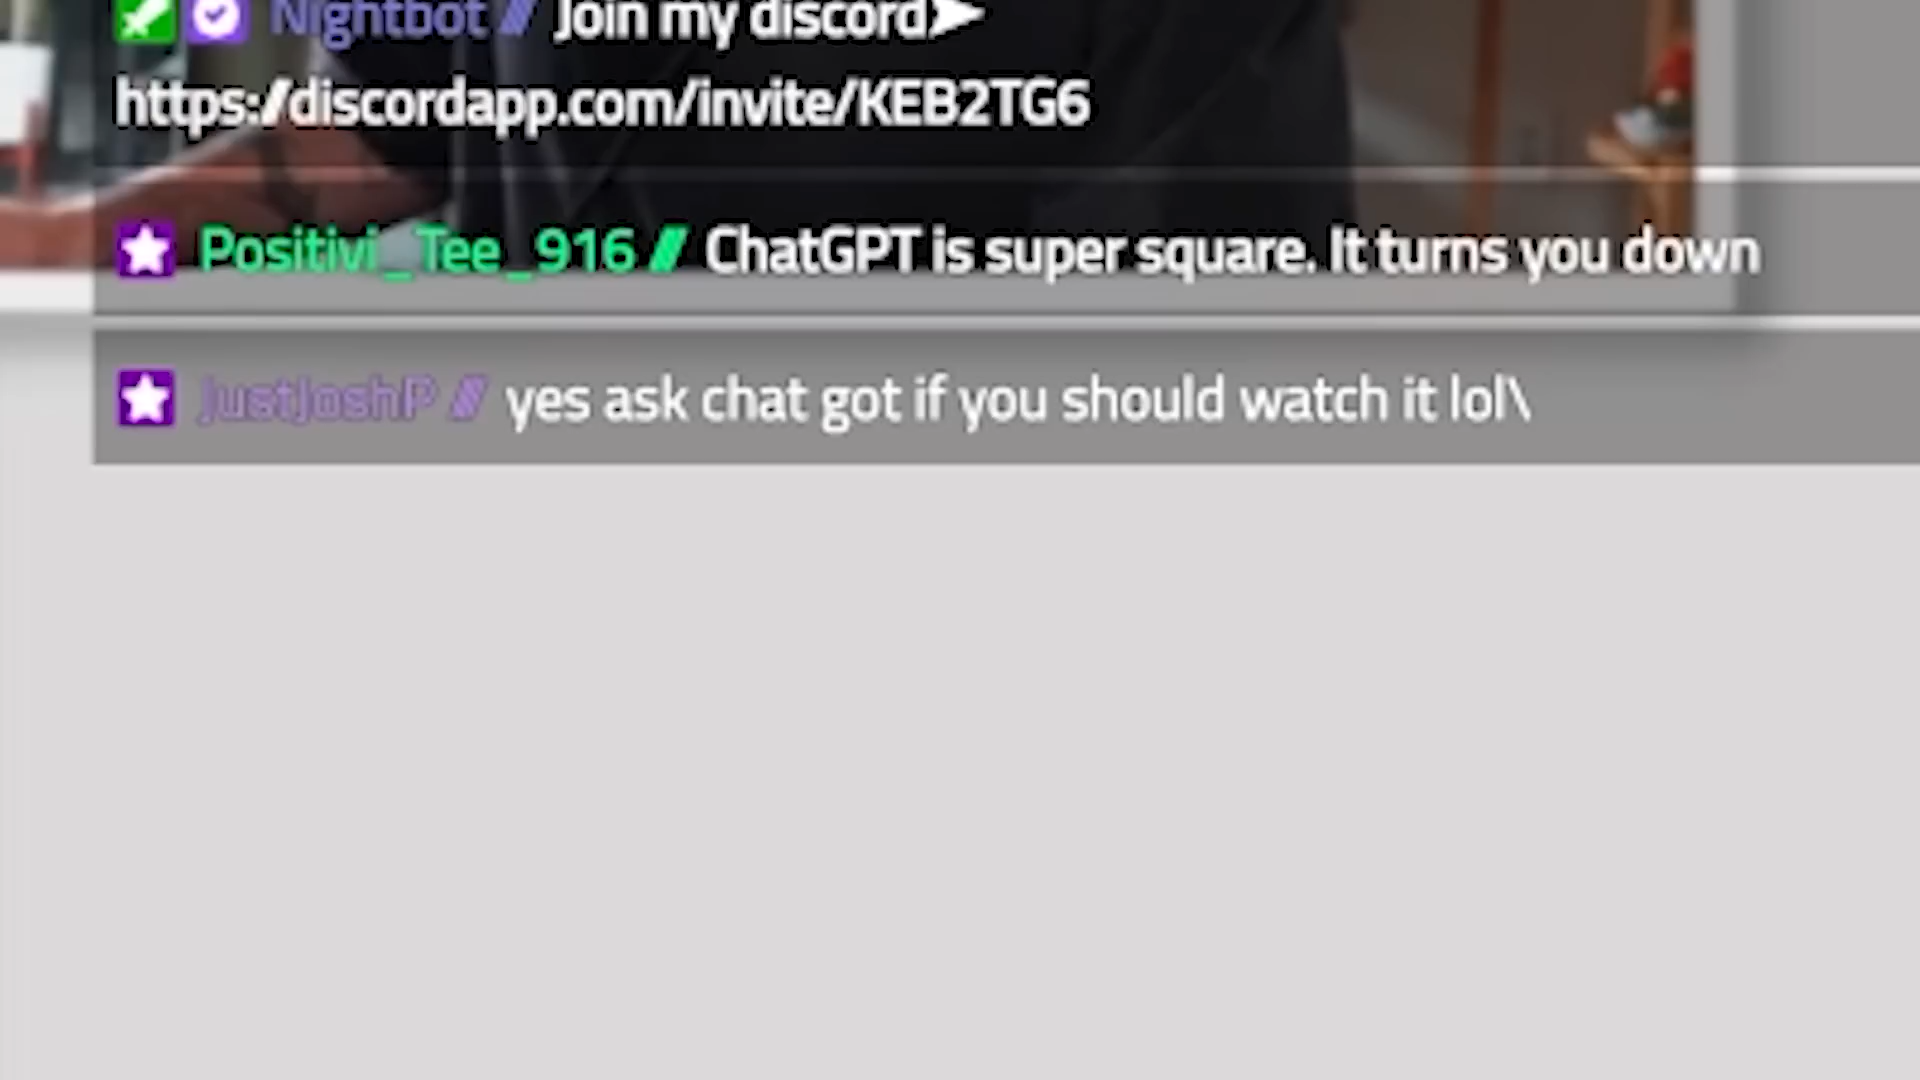 Nightbot // Join my discord➤
https://discordapp.com/invite/KEB2TG6
Positivi_Tee_916 // ChatGPT is super square. It turns you down
JustJoshP // yes ask chat got if you should watch it lol\